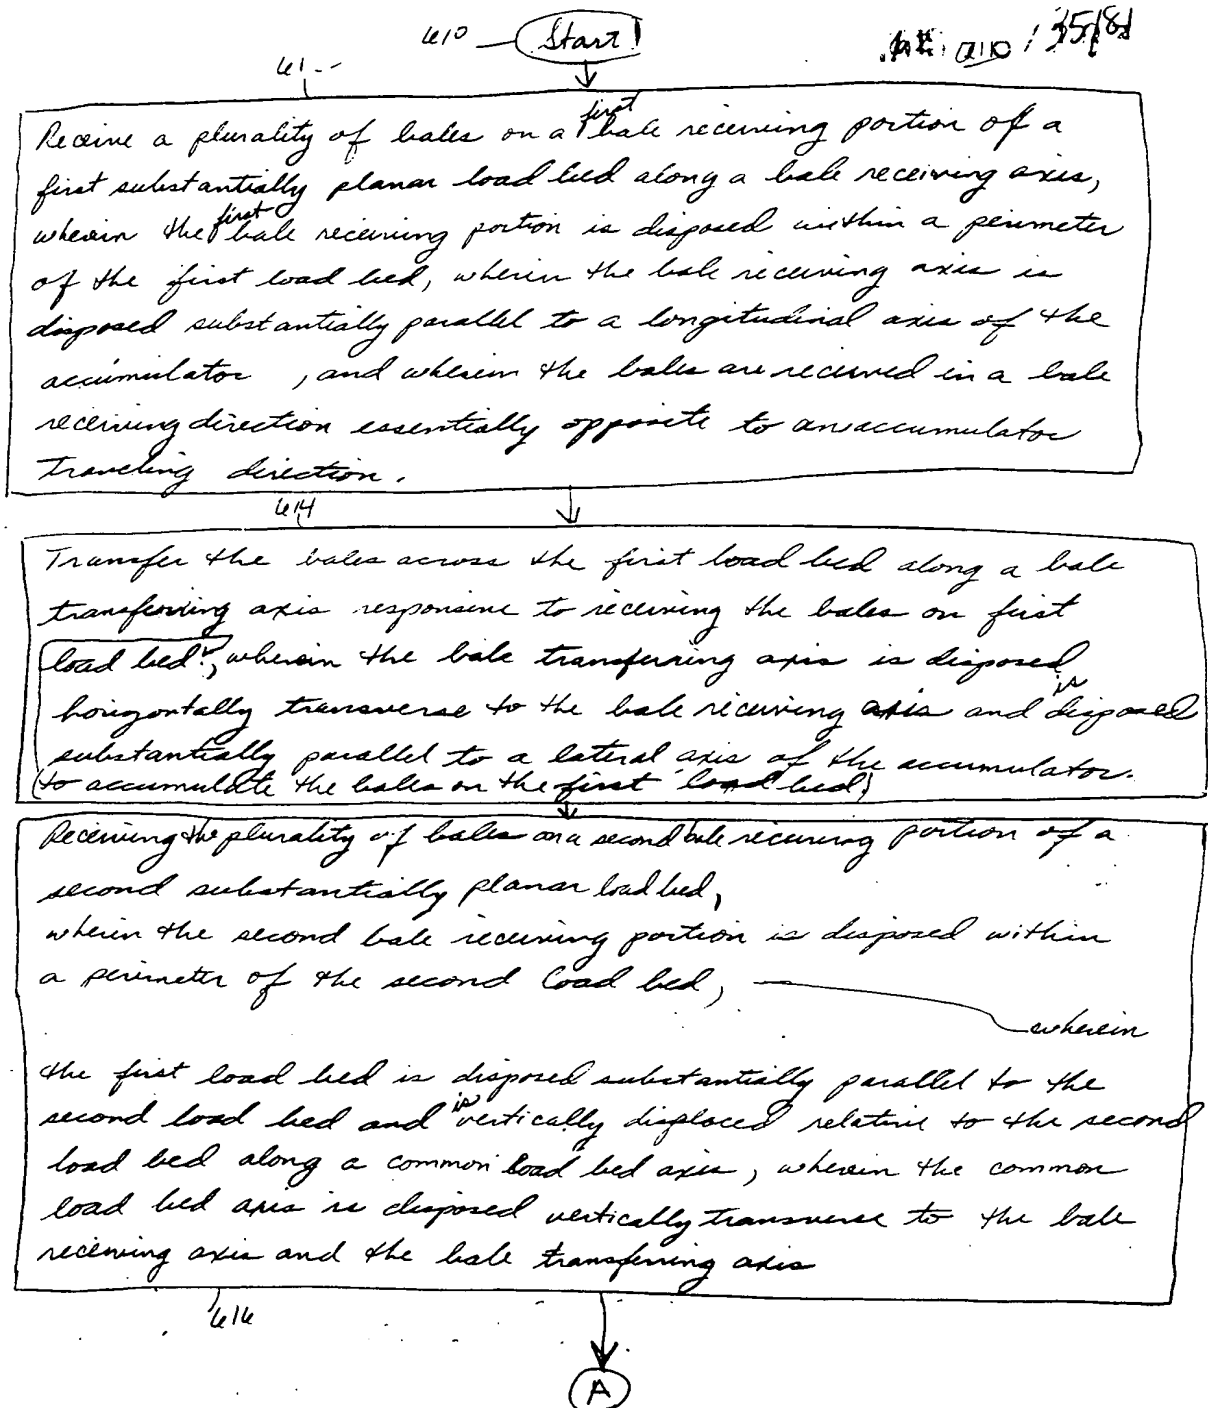 610 Start
Receive a plurality of bales on a first bale receiving portion of a
first substantially planar load bed along a bale receiving axis,
wherein the first bale receiving portion is disposed within a perimeter
of the first load bed, wherein the bale receiving axis is
disposed substantially parallel to a longitudinal axis of the
accumulator , and wherein the bales are received in a bale
receiving direction essentially opposite to an accumulator
traveling direction.
614
Transfer the bales across the first load bed along a bale
transferring axis responsive to receiving the bales on first
load bed, wherein the bale transferring axis is disposed
horizontally transverse to the bale receiving axis and is disposed
substantially parallel to a lateral axis of the accumulator.
to accumulate the bales on the first load bed,
Receiving the plurality of bales on a second bale receiving portion of a
second substantially planar load bed,
wherein the second bale receiving portion is disposed within
a perimeter of the second load bed,
wherein
the first load bed is disposed substantially parallel to the
second load bed and is vertically displaced relative to the second
load bed along a common load bed axis, wherein the common
load bed axis is disposed vertically transverse to the bale
receiving axis and the bale transferring axis
616
A